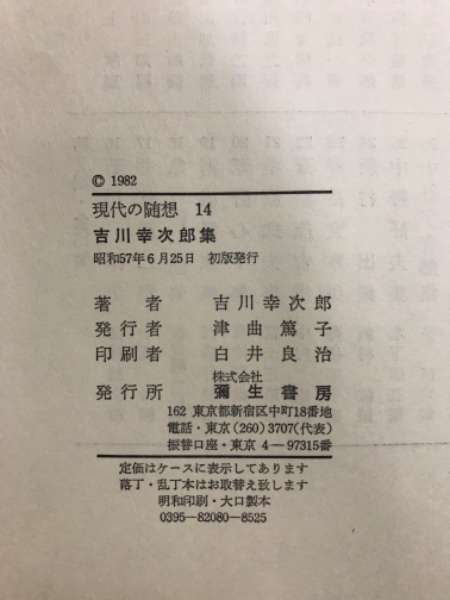 © 1982
現代の随想 14
吉川幸次郎集
昭和57年6月25日 初版発行
著者 吉川幸次郎
発行者 津曲篤子
印刷者 白井良治
株式会社
発行所 彌生書房
162 東京都新宿区中町18番地
電話・東京(260)3707(代表)
振替口座・東京 4―97315番
定価はケースに表示してあります
落丁・乱丁本はお取替え致します
明和印刷・大口製本
0395-82080-8525